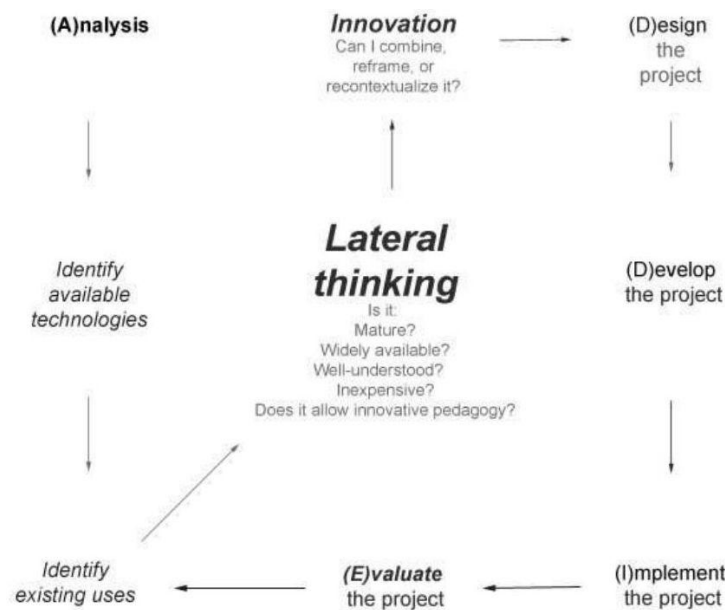 (A)nalysis
Identify
available
technologies
Identify
existing uses
Lateral
thinking
Is it:
Mature?
Widely available?
Well-understood?
Inexpensive?
Does it allow innovative pedagogy?
Innovation
Can I combine,
reframe, or
recontextualize it?
(D)esign
the
project
(D)evelop
the project
(I)mplement
the project
(E)valuate
the project